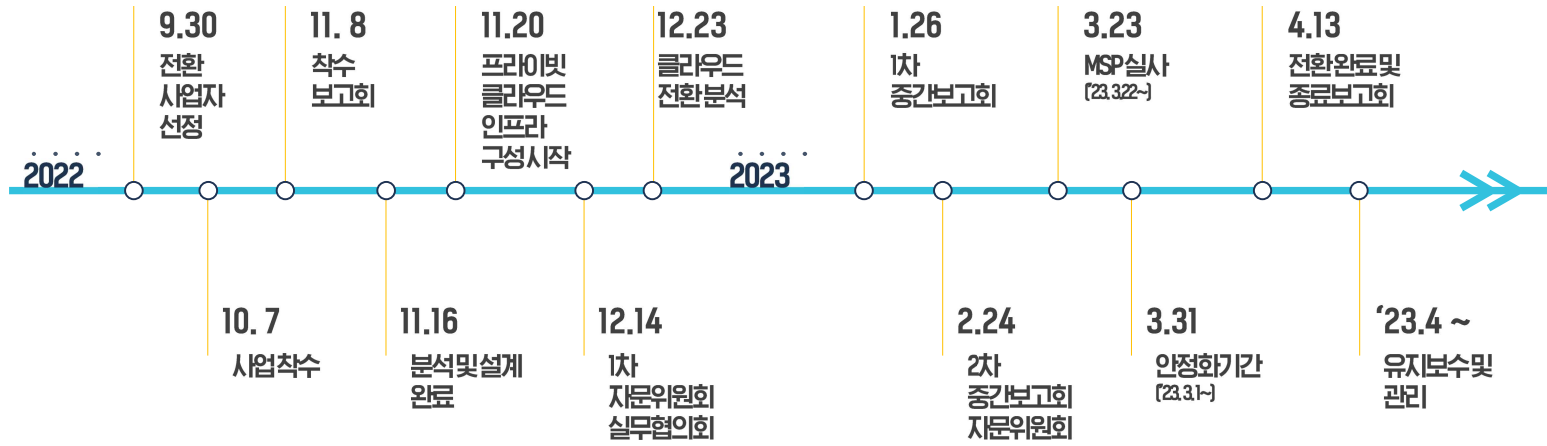 2022
9.30
전환
사업자
선정
10. 7
사업 착수
11. 8
착수
보고회
11.16
분석 및 설계
완료
11.20
프라이빗
클라우드
인프라
구성 시작
12.14
1차
자문위원회
실무협의회
12.23
클라우드
전환 분석
2023
1.26
1차
중간보고회
2.24
2차
중간보고회
자문위원회
3.23
MSP 실사
('23. 3.22~)
3.31
안정화기간
('23. 3. 1~)
4.13
전환 완료 및
종료보고회
‘23.4 ~
유지보수 및
관리